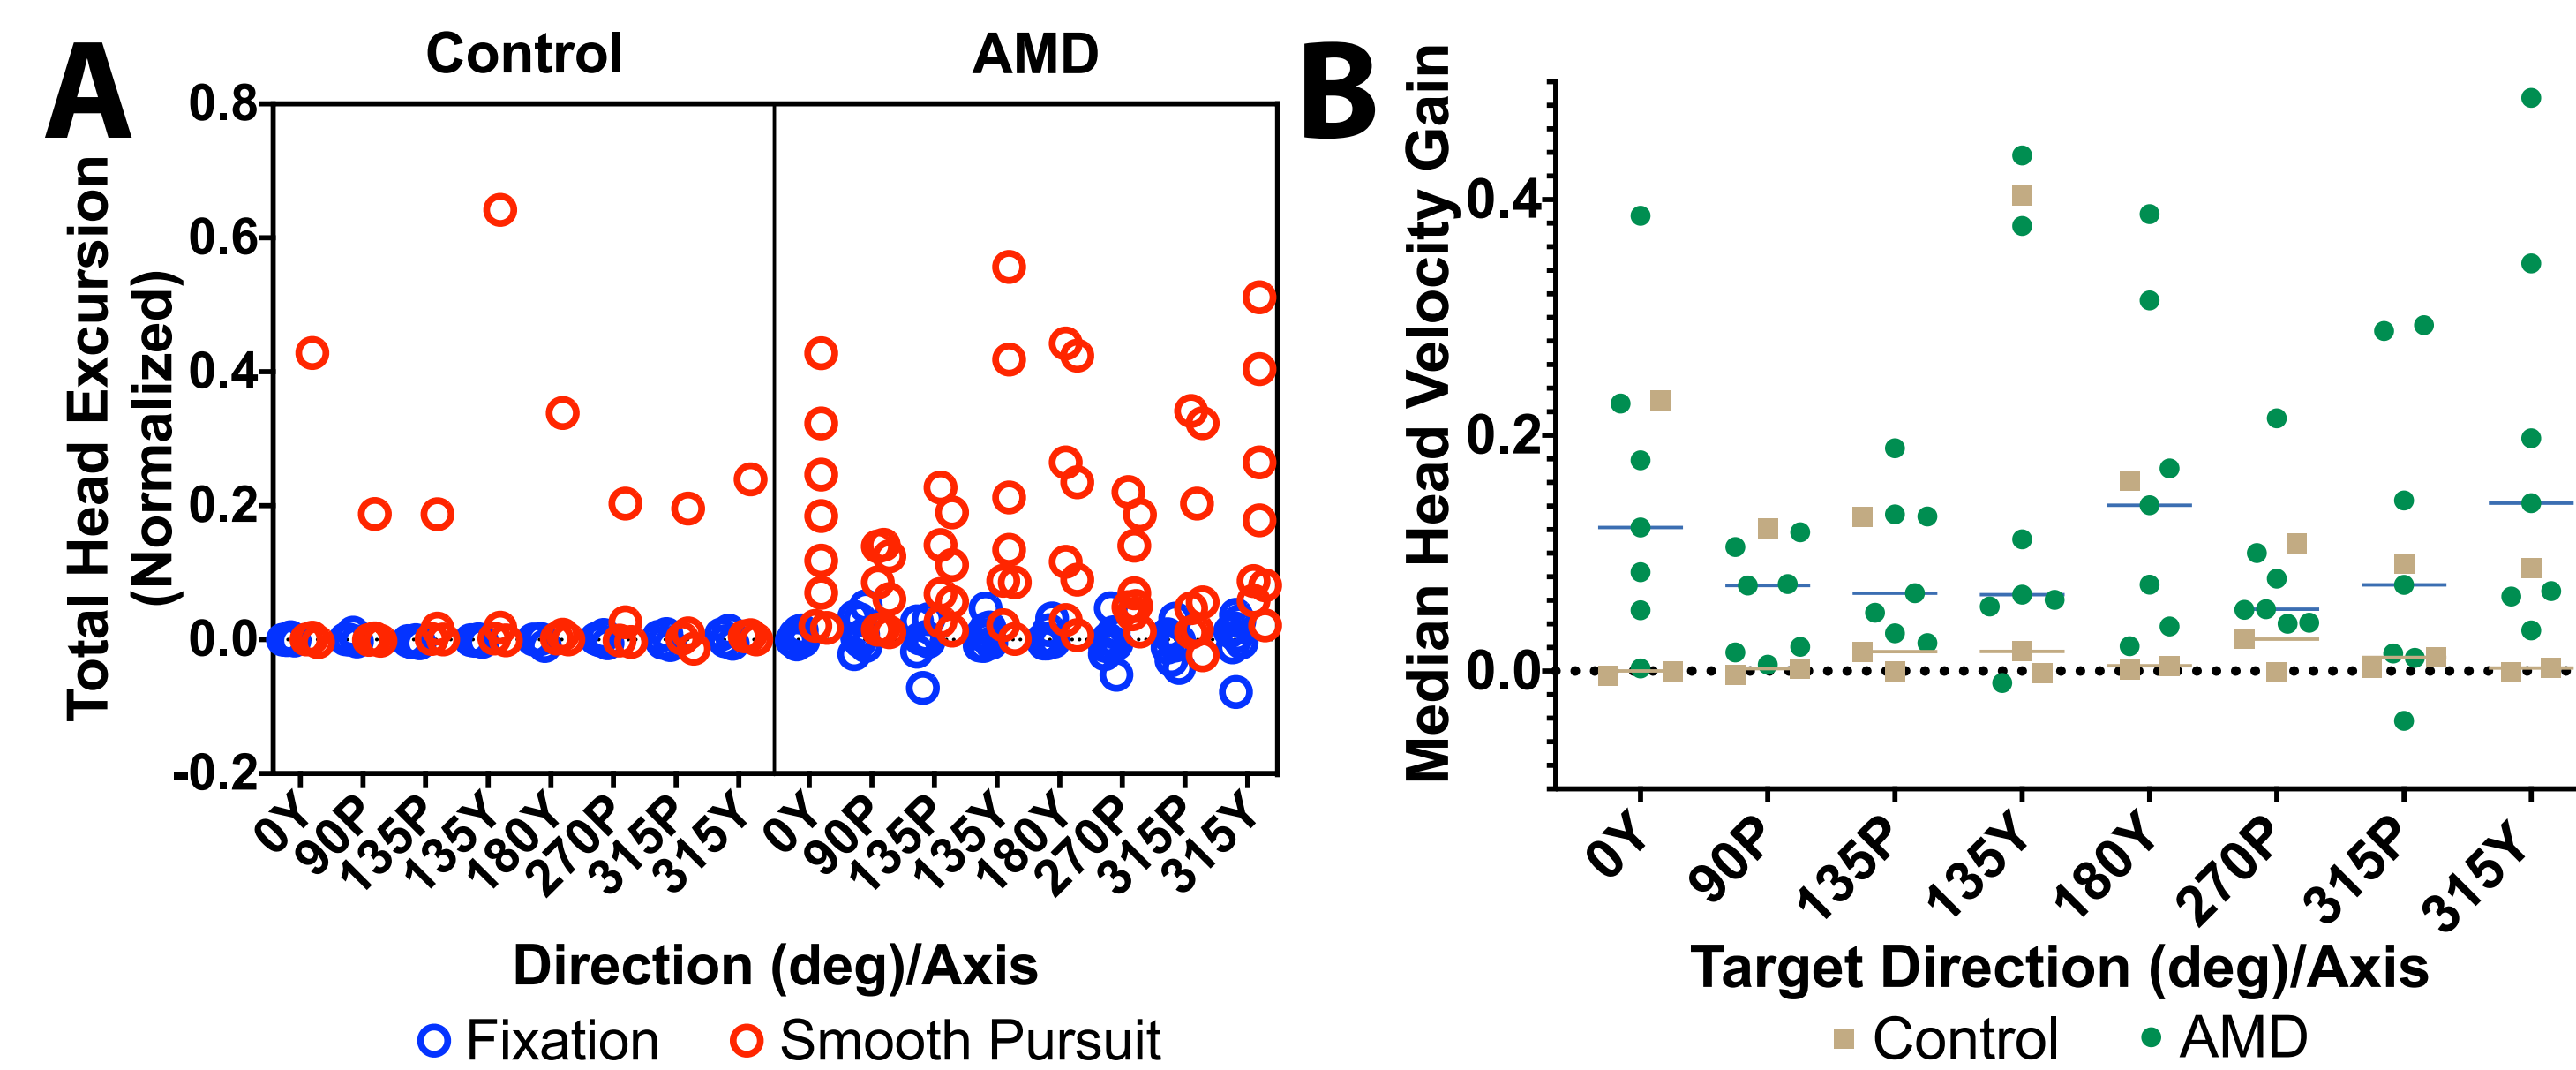 A
Control
AMD
Total Head Excursion
(Normalized)
0.8
0.6
0.4
0.2
0.0
-0.2
0Y
90P
135P
135Y
180Y
270P
315P
315Y
0Y
90P
135P
135Y
180Y
270P
315P
315Y
Direction (deg)/Axis
Fixation
Smooth Pursuit
B
Median Head Velocity Gain
0.4
0.2
0.0
0Y
90P
135P
135Y
180Y
270P
315P
315Y
Target Direction (deg)/Axis
Control
AMD